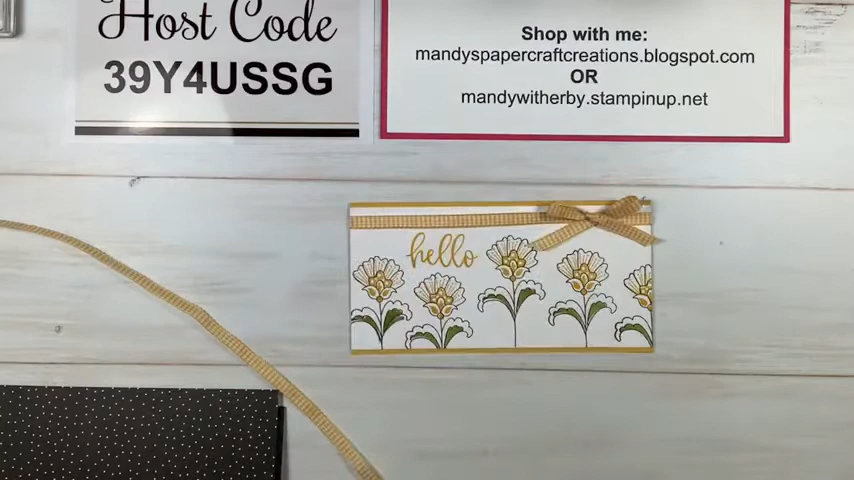 Host Code
39Y4USSG
Shop with me:
mandyspapercraftcreations.blogspot.com
OR
mandywitherby.stampinup.net
hello